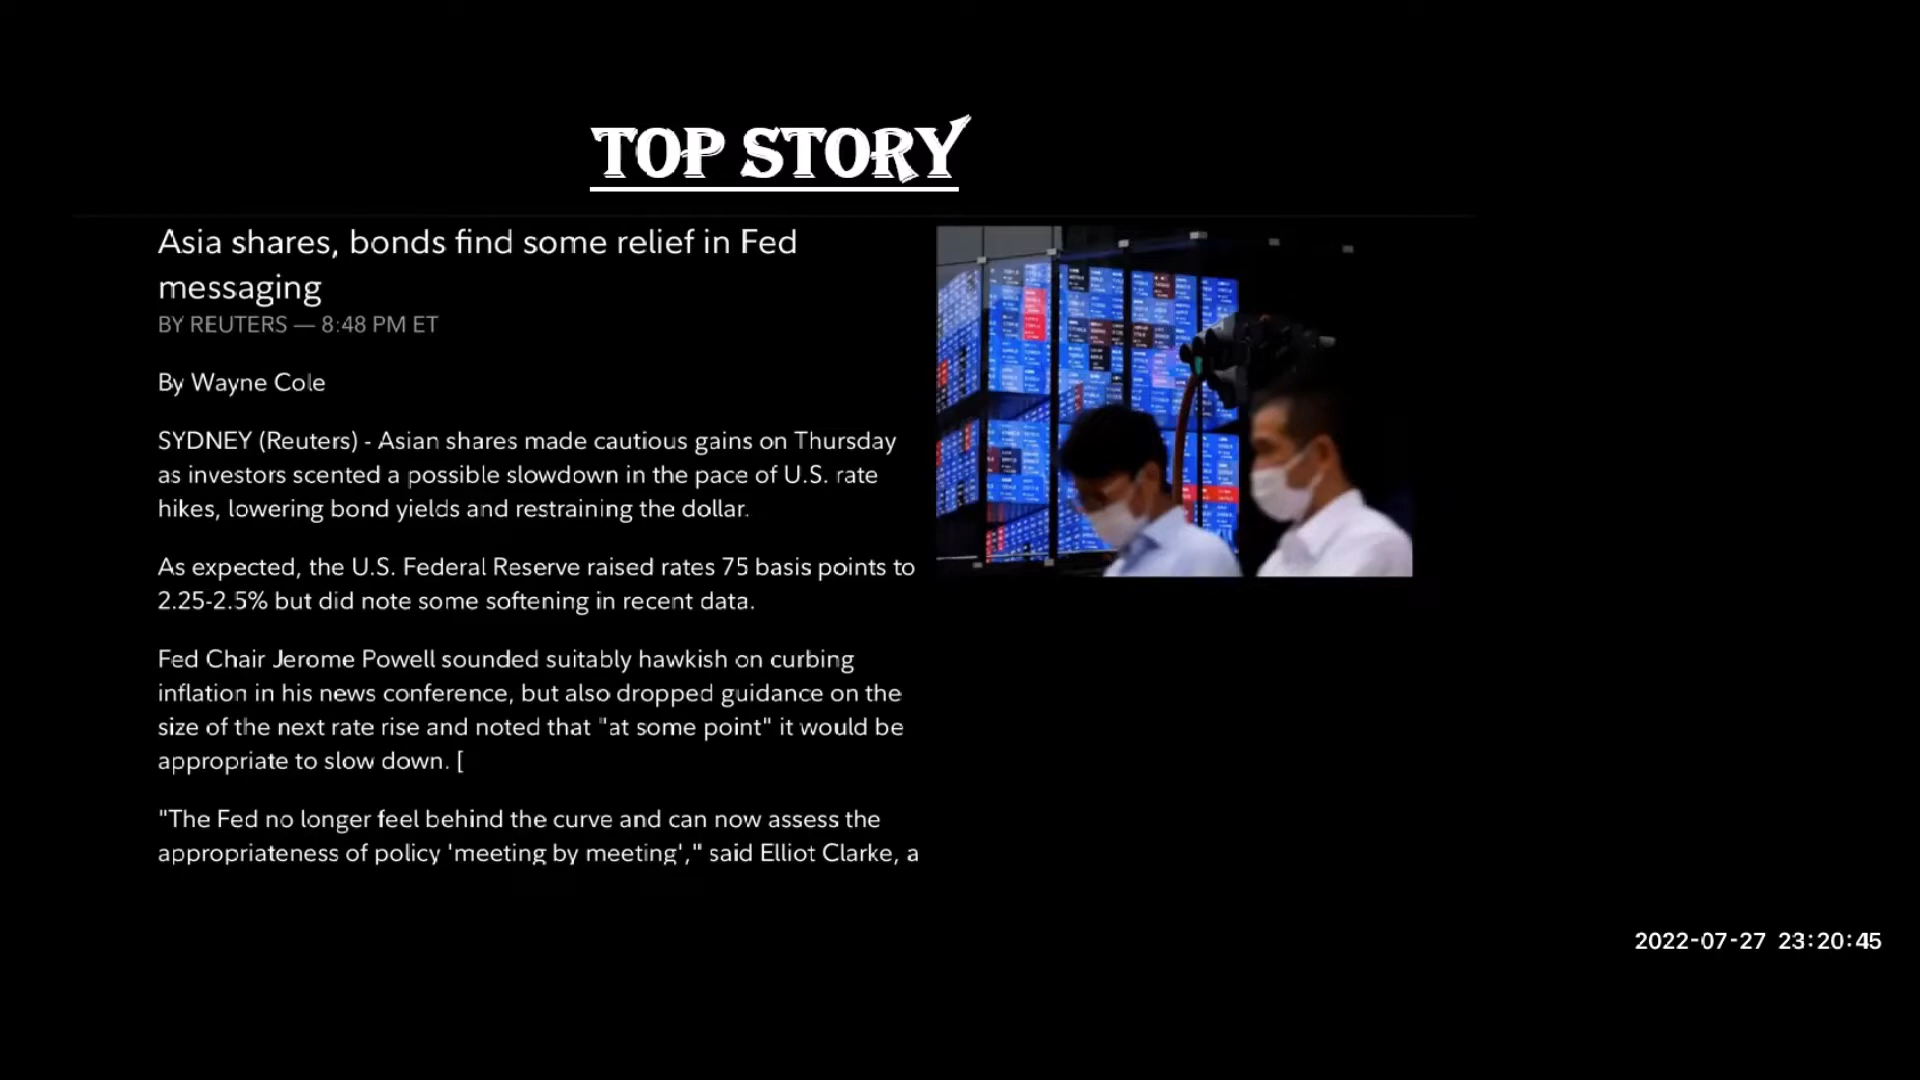 TOP STORY
Asia shares, bonds find some relief in Fed
messaging
BY REUTERS — 8:48 PM ET
By Wayne Cole
SYDNEY (Reuters) - Asian shares made cautious gains on Thursday
as investors scented a possible slowdown in the pace of U.S. rate
hikes, lowering bond yields and restraining the dollar.
As expected, the U.S. Federal Reserve raised rates 75 basis points to
2.25-2.5% but did note some softening in recent data.
Fed Chair Jerome Powell sounded suitably hawkish on curbing
inflation in his news conference, but also dropped guidance on the
size of the next rate rise and noted that "at some point" it would be
appropriate to slow down. [
"The Fed no longer feel behind the curve and can now assess the
appropriateness of policy 'meeting by meeting'," said Elliot Clarke, a
2022-07-27 23:20:45